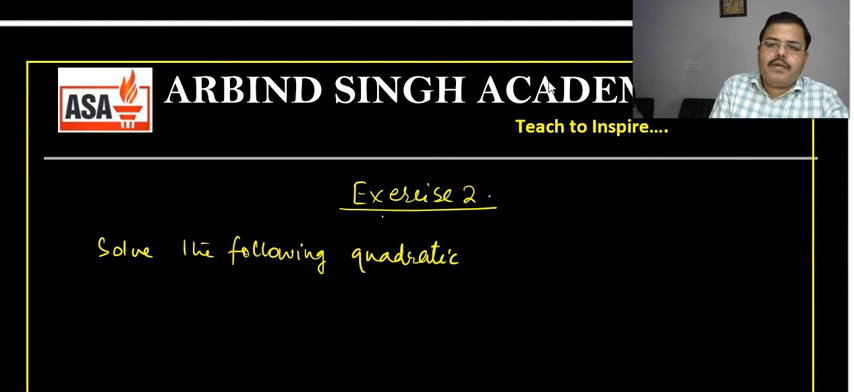 ASA
ARBIND SINGH ACADEM
Teach to Inspire....
Exercise 2.
Solve the following quadratic